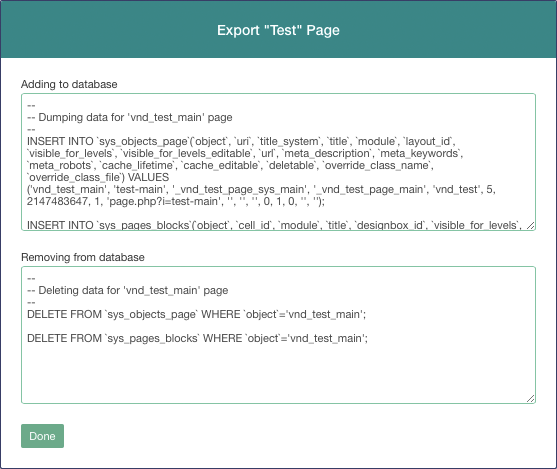 Export "Test" Page
Adding to database
--
-- Dumping data for 'vnd_test_main' page
--
INSERT INTO `sys_objects_page`(`object`, `uri`, `title_system`, `title`, `module`, `layout_id`,
`visible_for_levels`, `visible_for_levels_editable`, `url`, `meta_description`, `meta_keywords`,
`meta_robots`, `cache_lifetime`, `cache_editable`, `deletable`, `override_class_name`,
`override_class_file`) VALUES
('vnd_test_main', 'test-main', '_vnd_test_page_sys_main', '_vnd_test_page_main', 'vnd_test', 5,
2147483647, 1, 'page.php?i=test-main', '', '', '', 0, 1, 0, '', '');
INSERT INTO `sys_pages_blocks`(`object`, `cell_id`, `module`, `title`, `designbox_id`, `visible_for_levels`,
Removing from database
--
-- Deleting data for 'vnd_test_main' page
--
DELETE FROM `sys_objects_page` WHERE `object`='vnd_test_main';
DELETE FROM `sys_pages_blocks` WHERE `object`='vnd_test_main';
Done